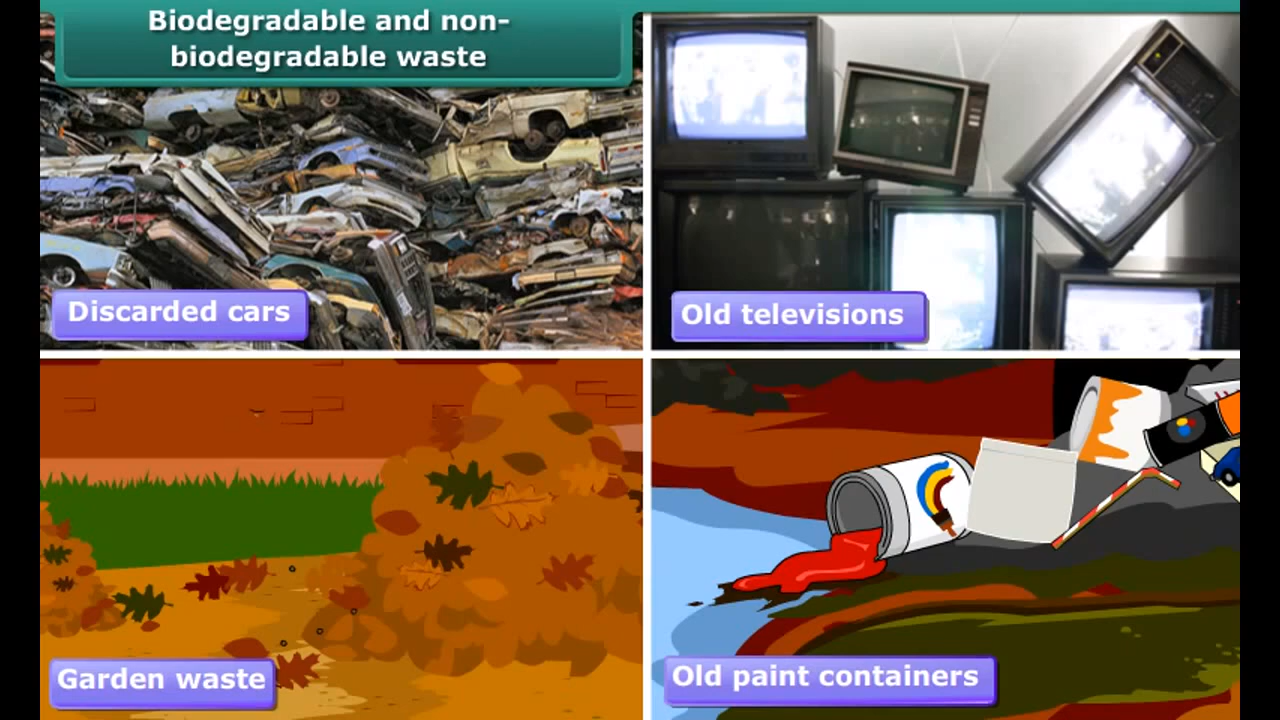 Biodegradable and non-
biodegradable waste
Discarded cars
Old televisions
Garden waste
Old paint containers